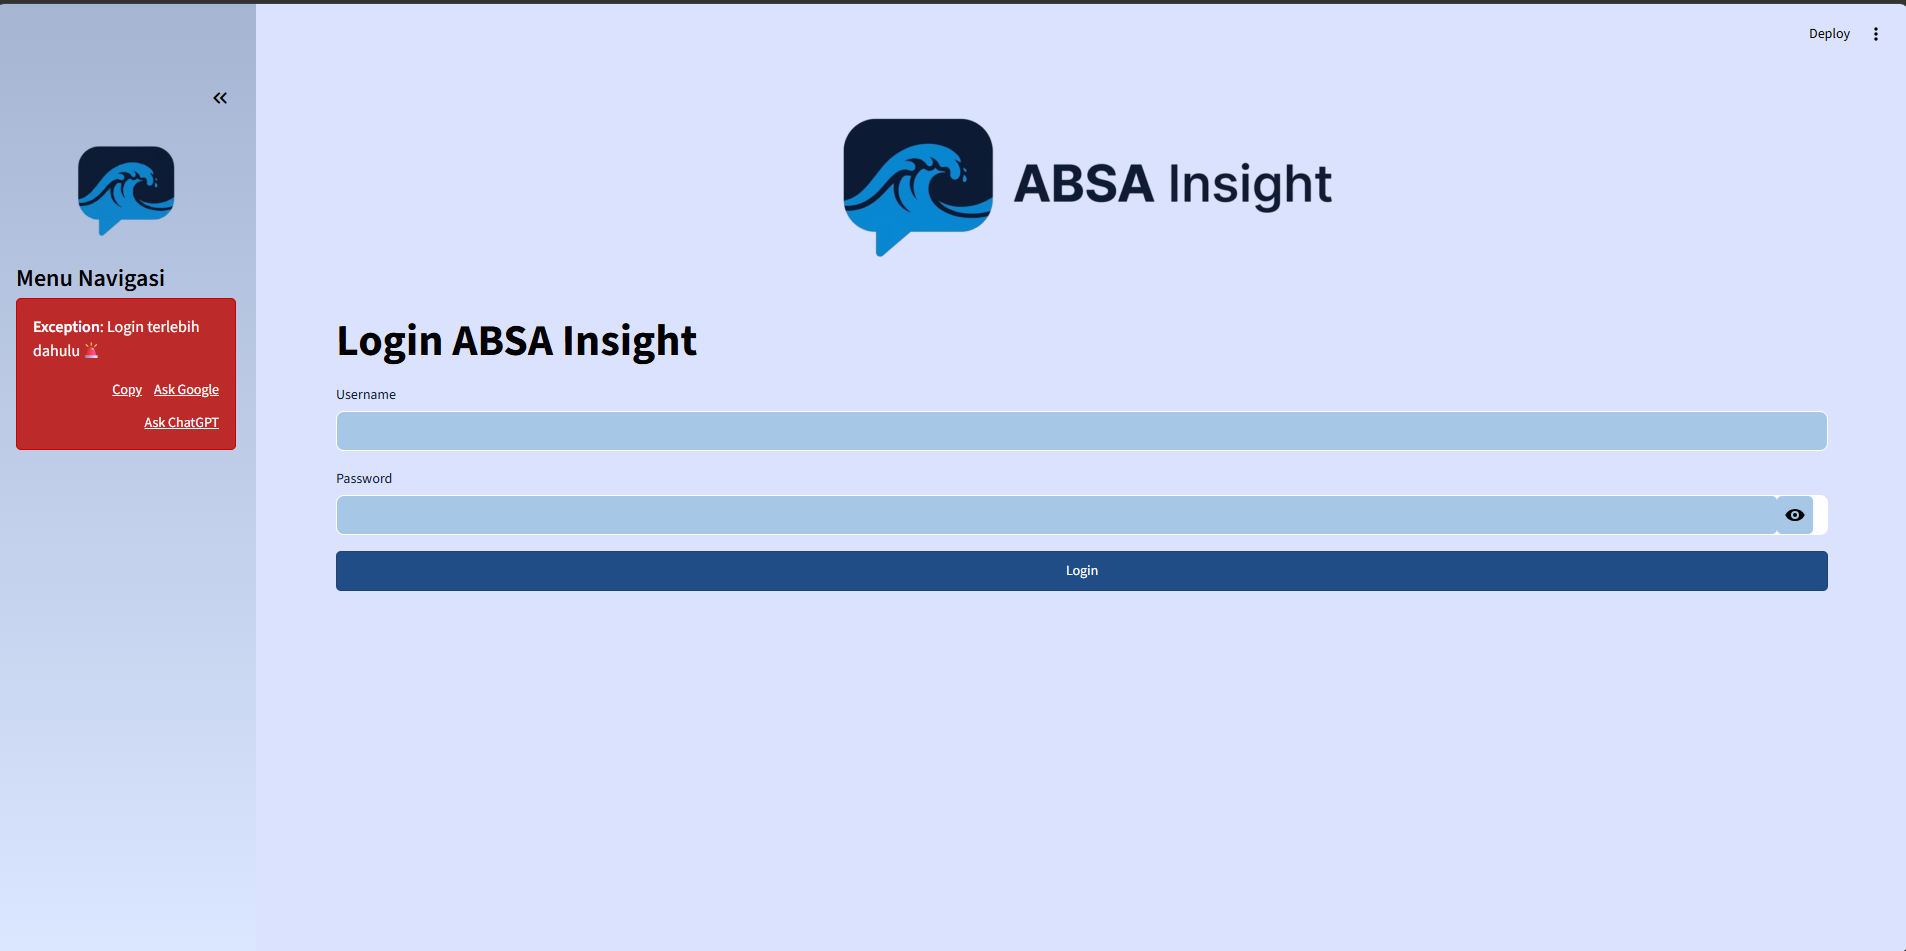 Deploy
ABSA Insight
Menu Navigasi
Exception: Login terlebih
dahulu 🚨
Copy Ask Google
Ask ChatGPT
Login ABSA Insight
Username
Password
Login